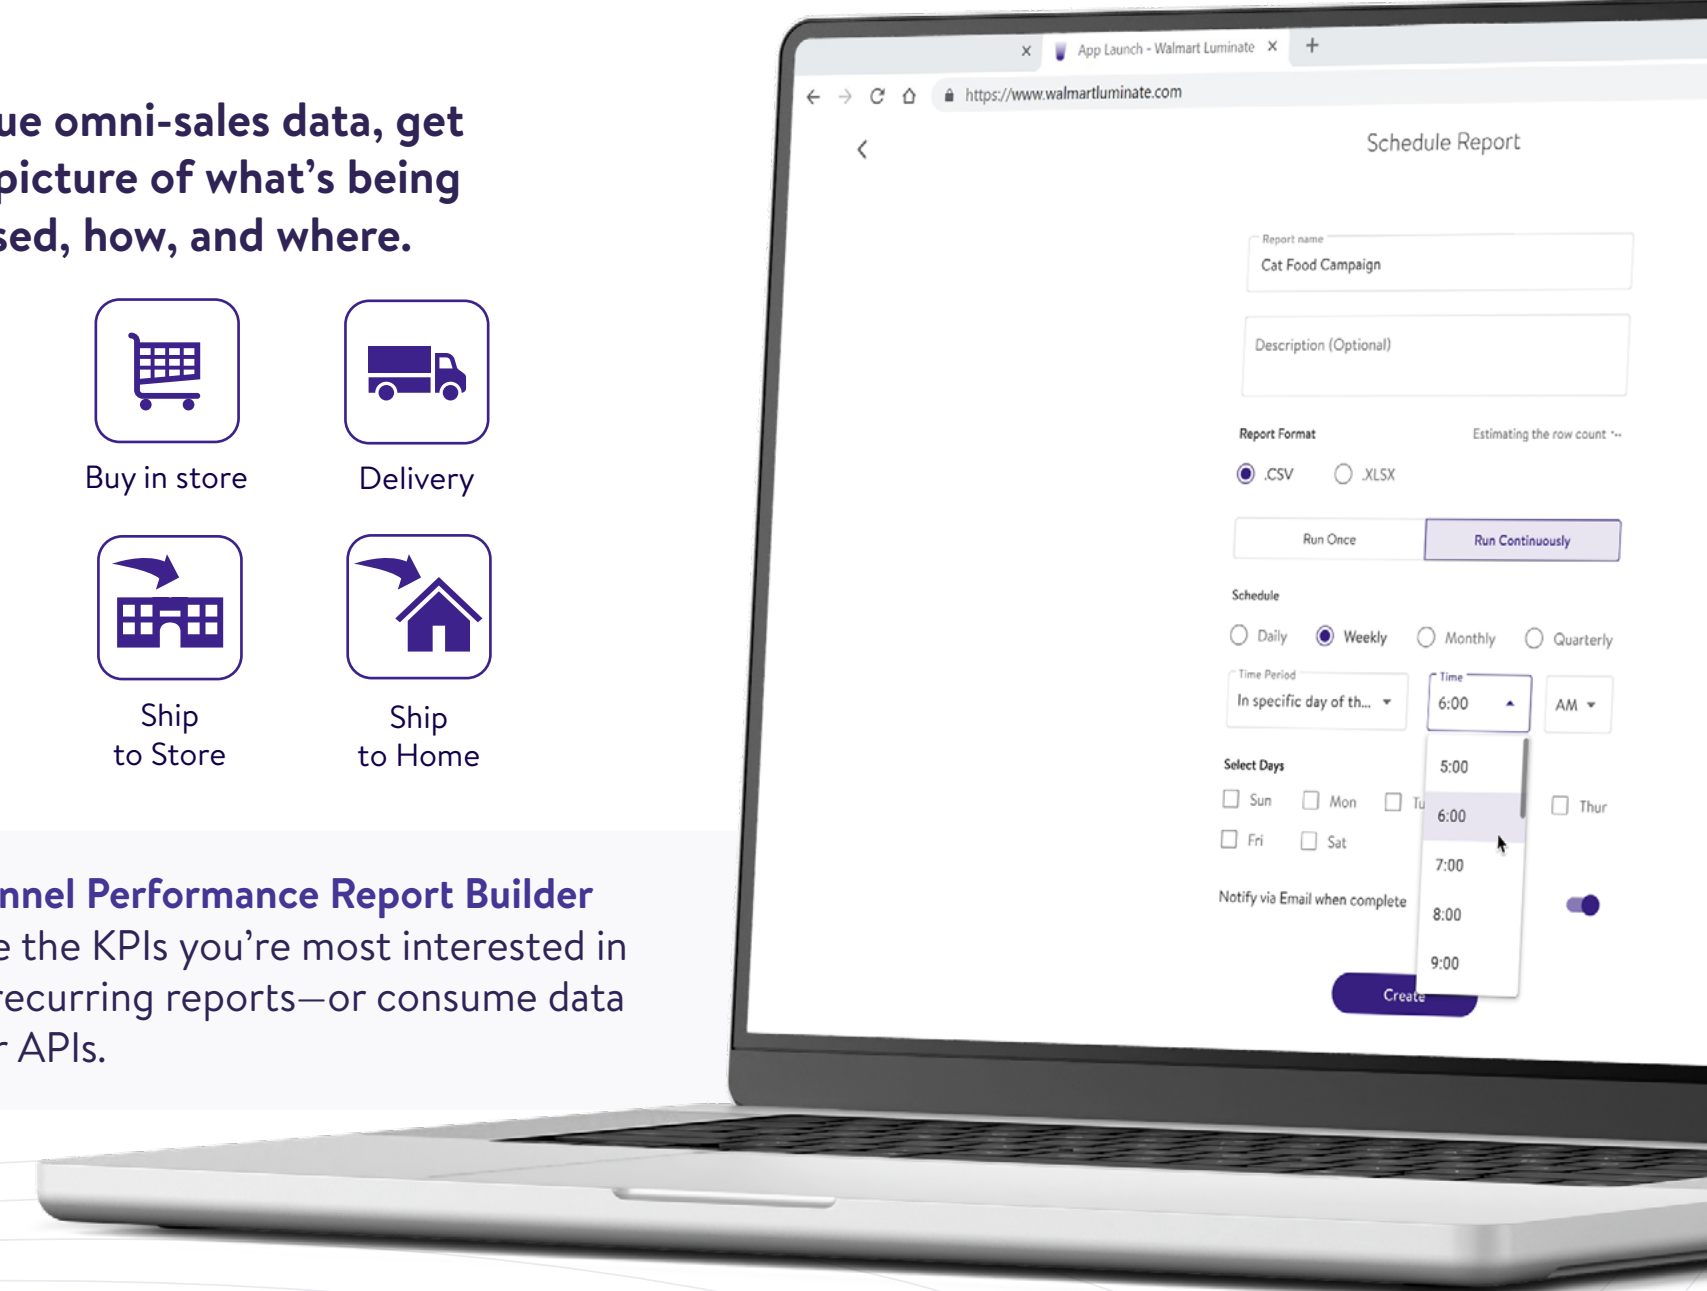 ue omni-sales data, get
picture of what's being
sed, how, and where.
Buy in store
Delivery
Ship
to Store
Ship
to Home
nnel Performance Report Builder
e the KPIs you're most interested in
recurring reports—or consume data
r APIs.
App Launch - Walmart Luminate
https://www.walmartluminate.com
Schedule Report
Report name
Cat Food Campaign
Description (Optional)
Report Format
Estimating the row count
.CSV
.XLSX
Run Once
Run Continuously
Schedule
Daily
Weekly
Monthly
Quarterly
Time Period
In specific day of th...
Time
6:00
AM
Select Days
Sun
Mon
Tu
Thur
Fri
Sat
5:00
6:00
7:00
8:00
9:00
Notify via Email when complete
Create